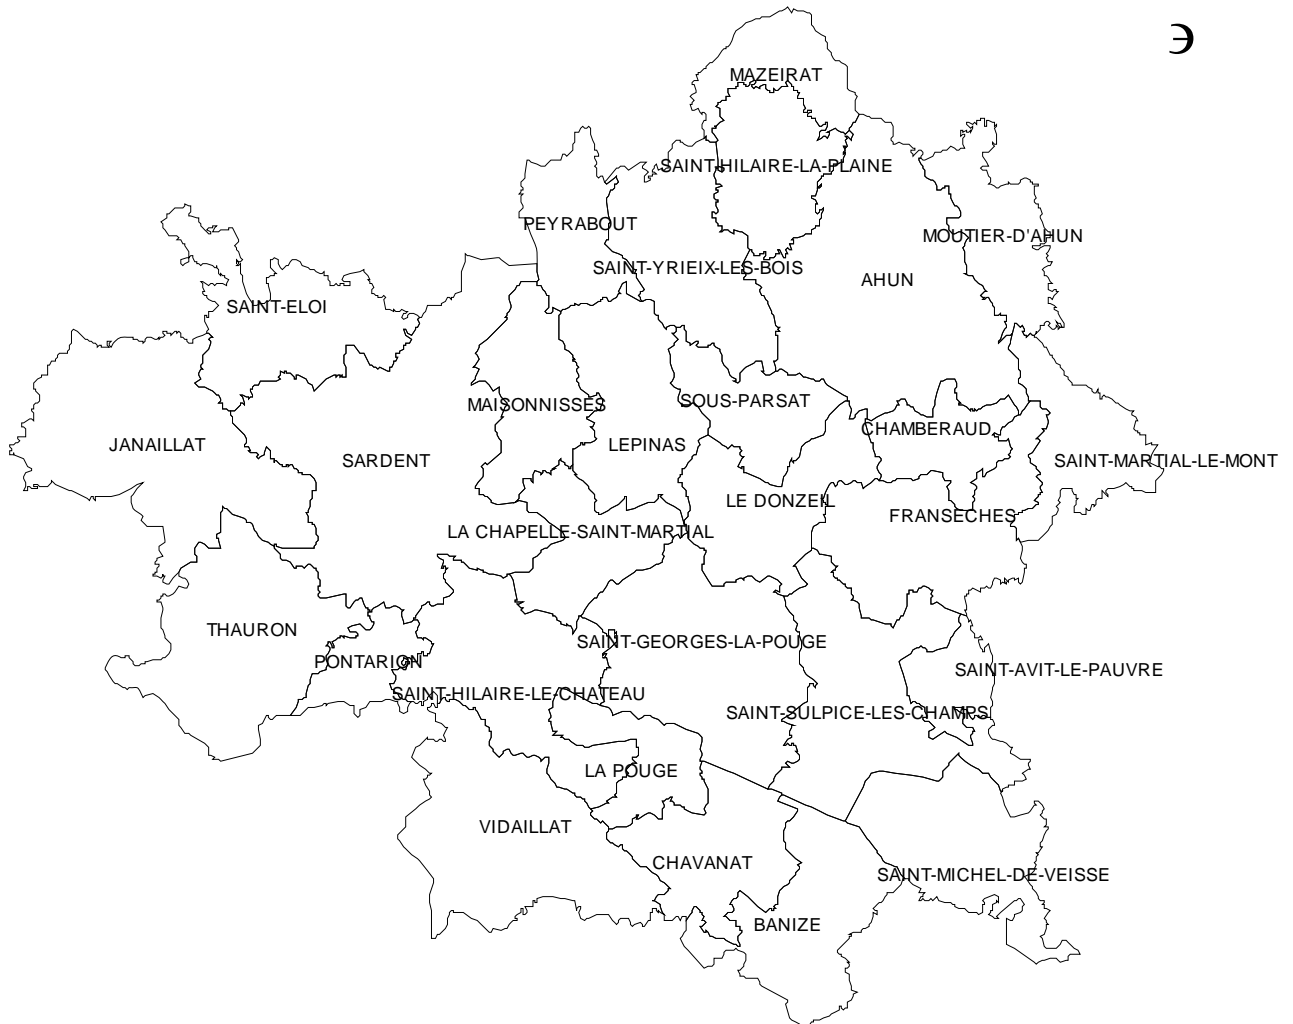 Э
MAZEIRAT
SAINT-HILAIRE-LA-PLAINE
PEYRABOUT
MOUTIER-D'AHUN
SAINT-YRIEIX-LES-BOIS
AHUN
SAINT-ELOI
MAISONNISSES
SOUS-PARSAT
CHAMBERAUD
JANAILLAT
LEPINAS
SARDENT
SAINT-MARTIAL-LE-MONT
LE DONZEIL
FRANSECHES
LA CHAPELLE-SAINT-MARTIAL
THAURON
SAINT-GEORGES-LA-POUGE
PONTARION
SAINT-AVIT-LE-PAUVRE
SAINT-HILAIRE-LE-CHATEAU
SAINT-SULPICE-LES-CHAMPS
LA POUGE
VIDAILLAT
CHAVANAT
SAINT-MICHEL-DE-VEISSE
BANIZE